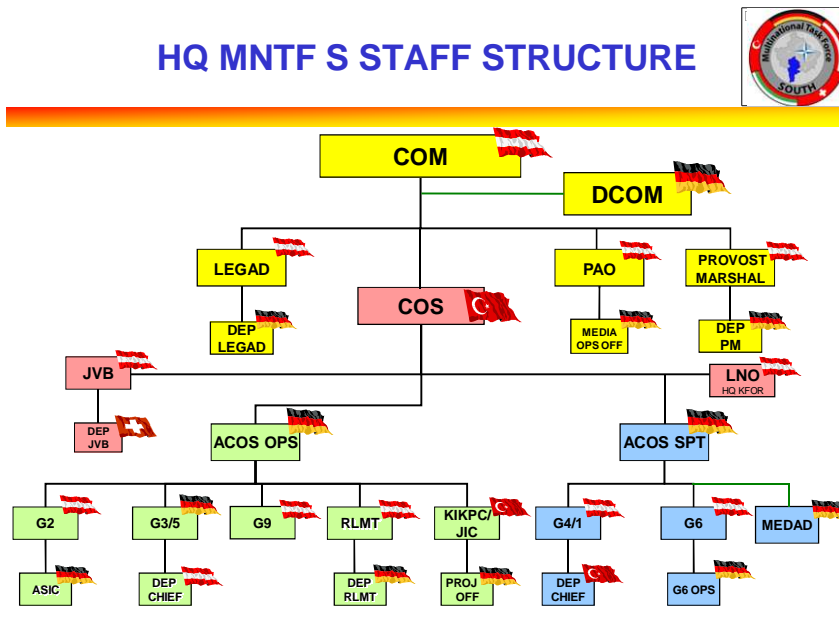 HQ MNTF S STAFF STRUCTURE
Multinational Task Force
SOUTH
COM
DCOM
LEGAD
PAO
PROVOST
MARSHAL
COS
DEP
LEGAD
MEDIA
OPS OFF
DEP
PM
JVB
LNO
HQ KFOR
DEP
JVB
ACOS OPS
ACOS SPT
G2
G3/5
G9
RLMT
KIKPC/
JIC
G4/1
G6
MEDAD
ASIC
DEP
CHIEF
DEP
RLMT
PROJ
OFF
DEP
CHIEF
G6 OPS